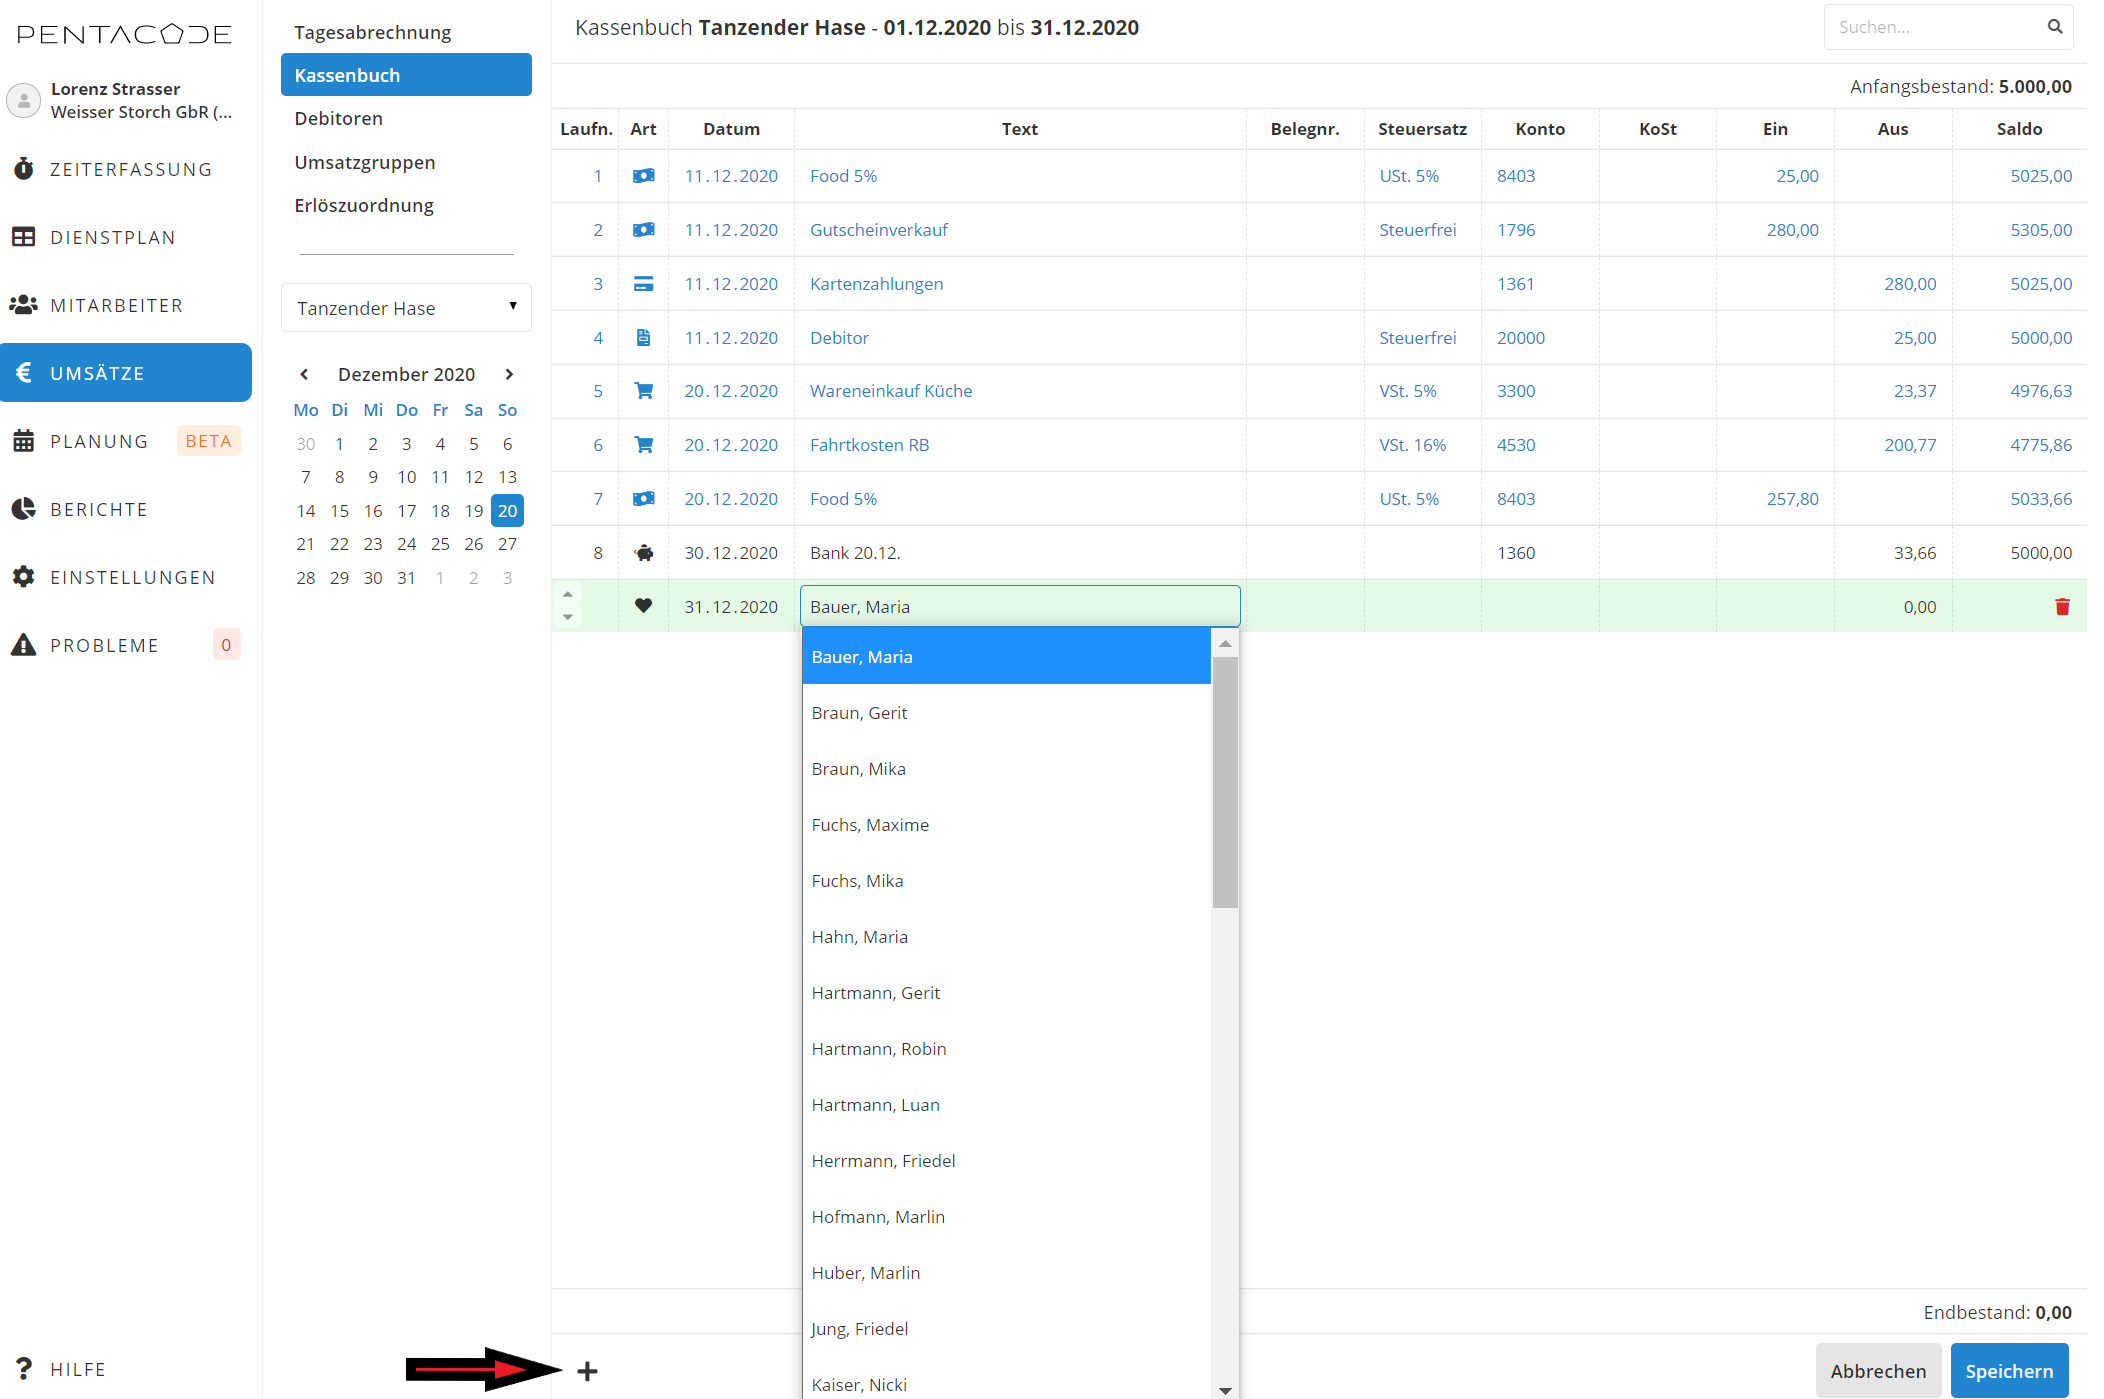 PENTACODE
Lorenz Strasser
Weisser Storch GbR (...
ZEITERFASSUNG
DIENSTPLAN
MITARBEITER
€ UMSÄTZE
PLANUNG BETA
BERICHTE
EINSTELLUNGEN
PROBLEME 0
? HILFE
Tagesabrechnung
Kassenbuch
Debitoren
Umsatzgruppen
Erlöszuordnung
Tanzender Hase
Dezember 2020
Mo Di Mi Do Fr Sa So
30 1 2 3 4 5 6
7 8 9 10 11 12 13
14 15 16 17 18 19 20
21 22 23 24 25 26 27
28 29 30 31 1 2 3
Kassenbuch Tanzender Hase - 01.12.2020 bis 31.12.2020
Suchen...
Anfangsbestand: 5.000,00
Laufn. Art Datum Text Belegnr. Steuersatz Konto KoSt Ein Aus Saldo
1 11.12.2020 Food 5% USt. 5% 8403 25,00 5025,00
2 11.12.2020 Gutscheinverkauf Steuerfrei 1796 280,00 5305,00
3 11.12.2020 Kartenzahlungen 1361 280,00 5025,00
4 11.12.2020 Debitor Steuerfrei 20000 25,00 5000,00
5 20.12.2020 Wareneinkauf Küche VSt. 5% 3300 23,37 4976,63
6 20.12.2020 Fahrtkosten RB VSt. 16% 4530 200,77 4775,86
7 20.12.2020 Food 5% USt. 5% 8403 257,80 5033,66
8 30.12.2020 Bank 20.12. 1360 33,66 5000,00
31.12.2020 Bauer, Maria 0,00
Bauer, Maria
Braun, Gerit
Braun, Mika
Fuchs, Maxime
Fuchs, Mika
Hahn, Maria
Hartmann, Gerit
Hartmann, Robin
Hartmann, Luan
Herrmann, Friedel
Hofmann, Marlin
Huber, Marlin
Jung, Friedel
Kaiser, Nicki
Endbestand: 0,00
Abbrechen Speichern